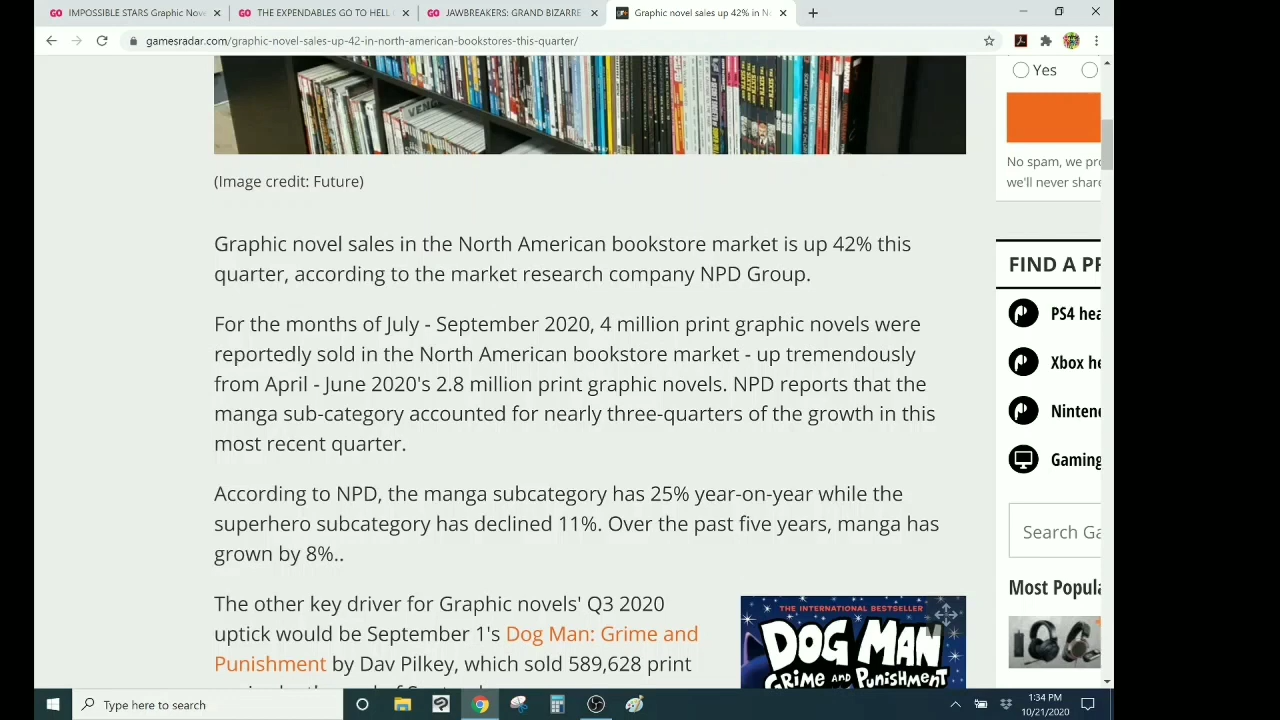 IMPOSSIBLE STARS Graphic Nove
THE EXPENDABLES GO TO HELL
JAWBREAKERS: GRAND BIZARRE
Graphic novel sales up 42% in N
gamesradar.com/graphic-novel-sales-up-42-in-north-american-bookstores-this-quarter/
(Image credit: Future)
Graphic novel sales in the North American bookstore market is up 42% this
quarter, according to the market research company NPD Group.
For the months of July - September 2020, 4 million print graphic novels were
reportedly sold in the North American bookstore market - up tremendously
from April - June 2020's 2.8 million print graphic novels. NPD reports that the
manga sub-category accounted for nearly three-quarters of the growth in this
most recent quarter.
According to NPD, the manga subcategory has 25% year-on-year while the
superhero subcategory has declined 11%. Over the past five years, manga has
grown by 8%..
The other key driver for Graphic novels' Q3 2020
uptick would be September 1's Dog Man: Grime and
Punishment by Dav Pilkey, which sold 589,628 print
THE INTERNATIONAL BESTSELLER
DOG MAN
GRIME AND PUNISHMENT
Yes
No spam, we pro
we'll never share
FIND A PR
PS4 hea
Xbox he
Nintend
Gaming
Search Ga
Most Popula
Type here to search
1:34 PM
10/21/2020